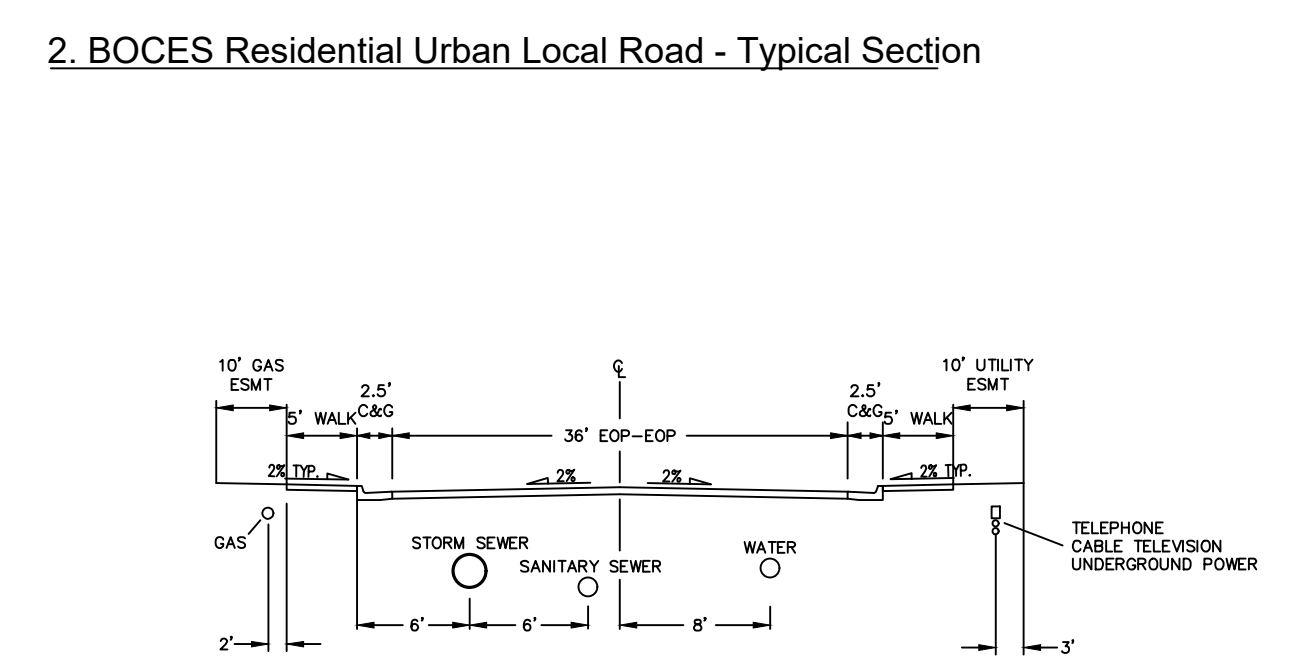 2. BOCES Residential Urban Local Road - Typical Section
10' GAS
ESMT
5' WALK
2.5'
C&G
℄
36' EOP-EOP
2.5'
C&G
5' WALK
10' UTILITY
ESMT
2% TYP.
2%
2%
2% TYP.
GAS
STORM SEWER
SANITARY SEWER
WATER
TELEPHONE
CABLE TELEVISION
UNDERGROUND POWER
6'
6'
8'
2'
3'